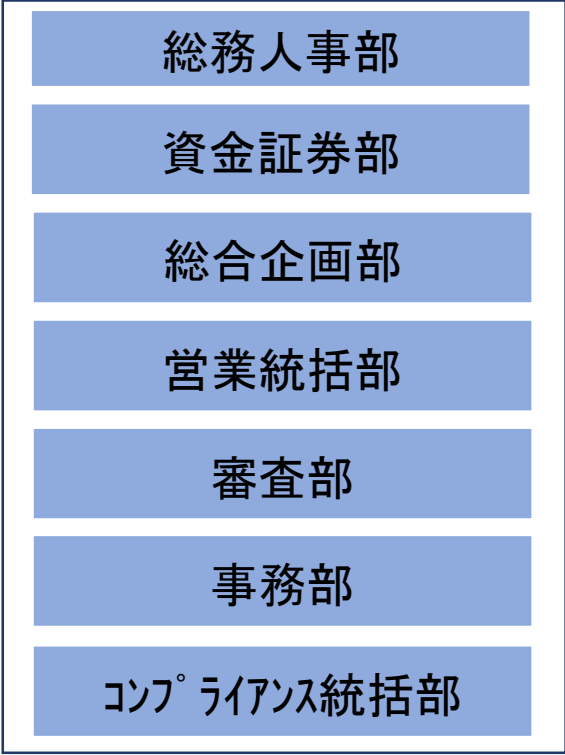 総務人事部
資金証券部
総合企画部
営業統括部
審査部
事務部
ｺﾝﾌﾟﾗｲｱﾝｽ統括部